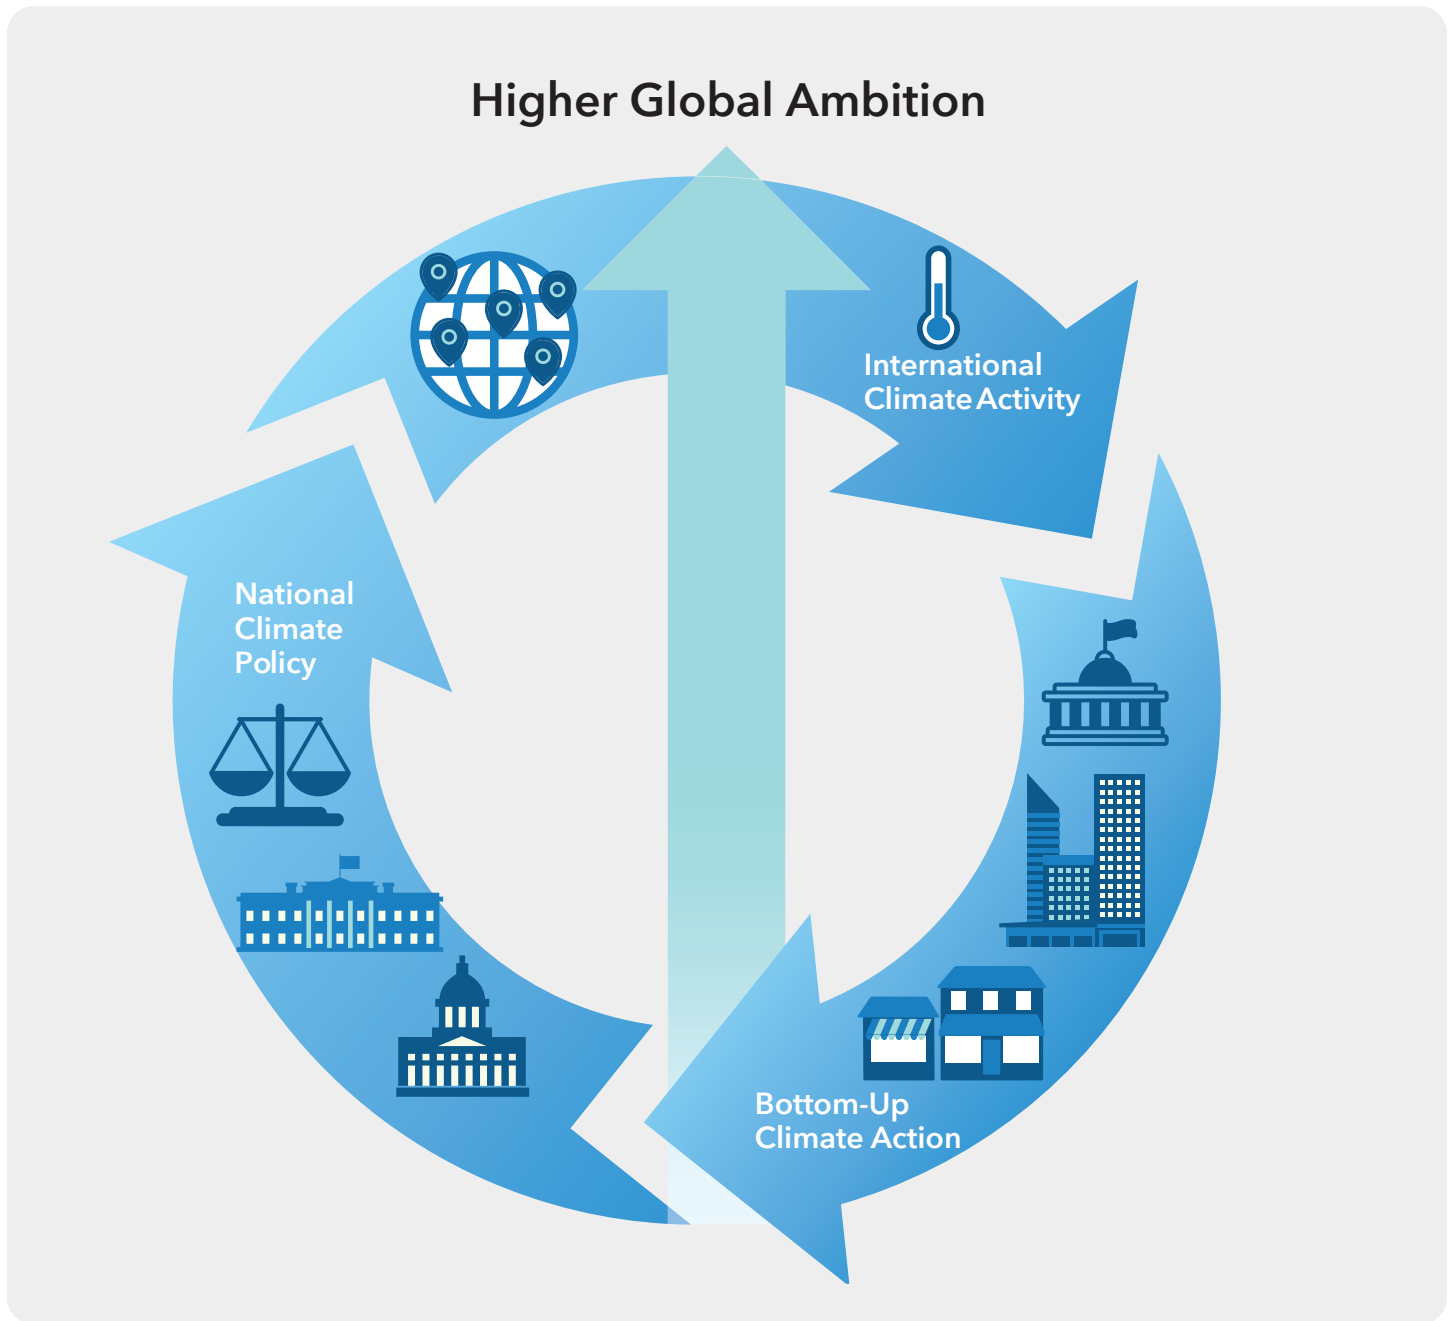 Higher Global Ambition
International
Climate Activity
National
Climate
Policy
Bottom-Up
Climate Action